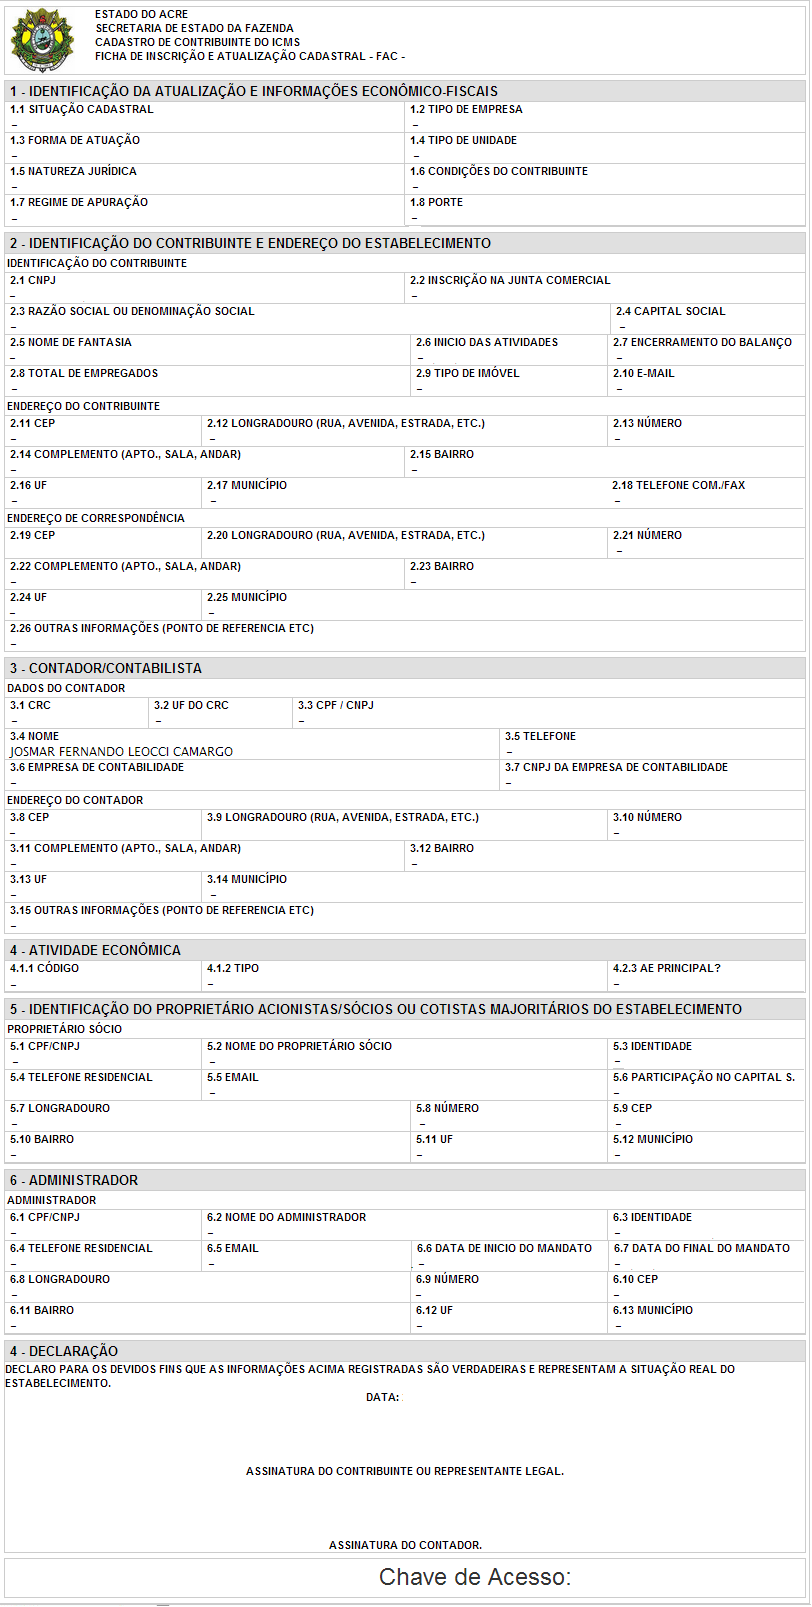 ESTADO DO ACRE
SECRETARIA DE ESTADO DA FAZENDA
CADASTRO DE CONTRIBUINTE DO ICMS
FICHA DE INSCRIÇÃO E ATUALIZAÇÃO CADASTRAL - FAC -
1 - IDENTIFICAÇÃO DA ATUALIZAÇÃO E INFORMAÇÕES ECONÔMICO-FISCAIS
1.1 SITUAÇÃO CADASTRAL 1.2 TIPO DE EMPRESA
– –
1.3 FORMA DE ATUAÇÃO 1.4 TIPO DE UNIDADE
– –
1.5 NATUREZA JURÍDICA 1.6 CONDIÇÕES DO CONTRIBUINTE
– –
1.7 REGIME DE APURAÇÃO 1.8 PORTE
– –
2 - IDENTIFICAÇÃO DO CONTRIBUINTE E ENDEREÇO DO ESTABELECIMENTO
IDENTIFICAÇÃO DO CONTRIBUINTE
2.1 CNPJ 2.2 INSCRIÇÃO NA JUNTA COMERCIAL
– –
2.3 RAZÃO SOCIAL OU DENOMINAÇÃO SOCIAL 2.4 CAPITAL SOCIAL
– –
2.5 NOME DE FANTASIA 2.6 INICIO DAS ATIVIDADES 2.7 ENCERRAMENTO DO BALANÇO
– – –
2.8 TOTAL DE EMPREGADOS 2.9 TIPO DE IMÓVEL 2.10 E-MAIL
– – –
ENDEREÇO DO CONTRIBUINTE
2.11 CEP 2.12 LONGRADOURO (RUA, AVENIDA, ESTRADA, ETC.) 2.13 NÚMERO
– – –
2.14 COMPLEMENTO (APTO., SALA, ANDAR) 2.15 BAIRRO
– –
2.16 UF 2.17 MUNICÍPIO 2.18 TELEFONE COM./FAX
– – –
ENDEREÇO DE CORRESPONDÊNCIA
2.19 CEP 2.20 LONGRADOURO (RUA, AVENIDA, ESTRADA, ETC.) 2.21 NÚMERO
–
2.22 COMPLEMENTO (APTO., SALA, ANDAR) 2.23 BAIRRO
– –
2.24 UF 2.25 MUNICÍPIO
– –
2.26 OUTRAS INFORMAÇÕES (PONTO DE REFERENCIA ETC)
–
3 - CONTADOR/CONTABILISTA
DADOS DO CONTADOR
3.1 CRC 3.2 UF DO CRC 3.3 CPF / CNPJ
– – –
3.4 NOME 3.5 TELEFONE
JOSMAR FERNANDO LEOCCI CAMARGO –
3.6 EMPRESA DE CONTABILIDADE 3.7 CNPJ DA EMPRESA DE CONTABILIDADE
– –
ENDEREÇO DO CONTADOR
3.8 CEP 3.9 LONGRADOURO (RUA, AVENIDA, ESTRADA, ETC.) 3.10 NÚMERO
– –
3.11 COMPLEMENTO (APTO., SALA, ANDAR) 3.12 BAIRRO
– –
3.13 UF 3.14 MUNICÍPIO
– –
3.15 OUTRAS INFORMAÇÕES (PONTO DE REFERENCIA ETC)
–
4 - ATIVIDADE ECONÔMICA
4.1.1 CÓDIGO 4.1.2 TIPO 4.2.3 AE PRINCIPAL?
– – –
5 - IDENTIFICAÇÃO DO PROPRIETÁRIO ACIONISTAS/SÓCIOS OU COTISTAS MAJORITÁRIOS DO ESTABELECIMENTO
PROPRIETÁRIO SÓCIO
5.1 CPF/CNPJ 5.2 NOME DO PROPRIETÁRIO SÓCIO 5.3 IDENTIDADE
– – –
5.4 TELEFONE RESIDENCIAL 5.5 EMAIL 5.6 PARTICIPAÇÃO NO CAPITAL S.
– –
5.7 LONGRADOURO 5.8 NÚMERO 5.9 CEP
– – –
5.10 BAIRRO 5.11 UF 5.12 MUNICÍPIO
– – –
6 - ADMINISTRADOR
ADMINISTRADOR
6.1 CPF/CNPJ 6.2 NOME DO ADMINISTRADOR 6.3 IDENTIDADE
– – –
6.4 TELEFONE RESIDENCIAL 6.5 EMAIL 6.6 DATA DE INICIO DO MANDATO 6.7 DATA DO FINAL DO MANDATO
– – – –
6.8 LONGRADOURO 6.9 NÚMERO 6.10 CEP
– – –
6.11 BAIRRO 6.12 UF 6.13 MUNICÍPIO
– – –
4 - DECLARAÇÃO
DECLARO PARA OS DEVIDOS FINS QUE AS INFORMAÇÕES ACIMA REGISTRADAS SÃO VERDADEIRAS E REPRESENTAM A SITUAÇÃO REAL DO
ESTABELECIMENTO.
DATA:
ASSINATURA DO CONTRIBUINTE OU REPRESENTANTE LEGAL.
ASSINATURA DO CONTADOR.
Chave de Acesso: